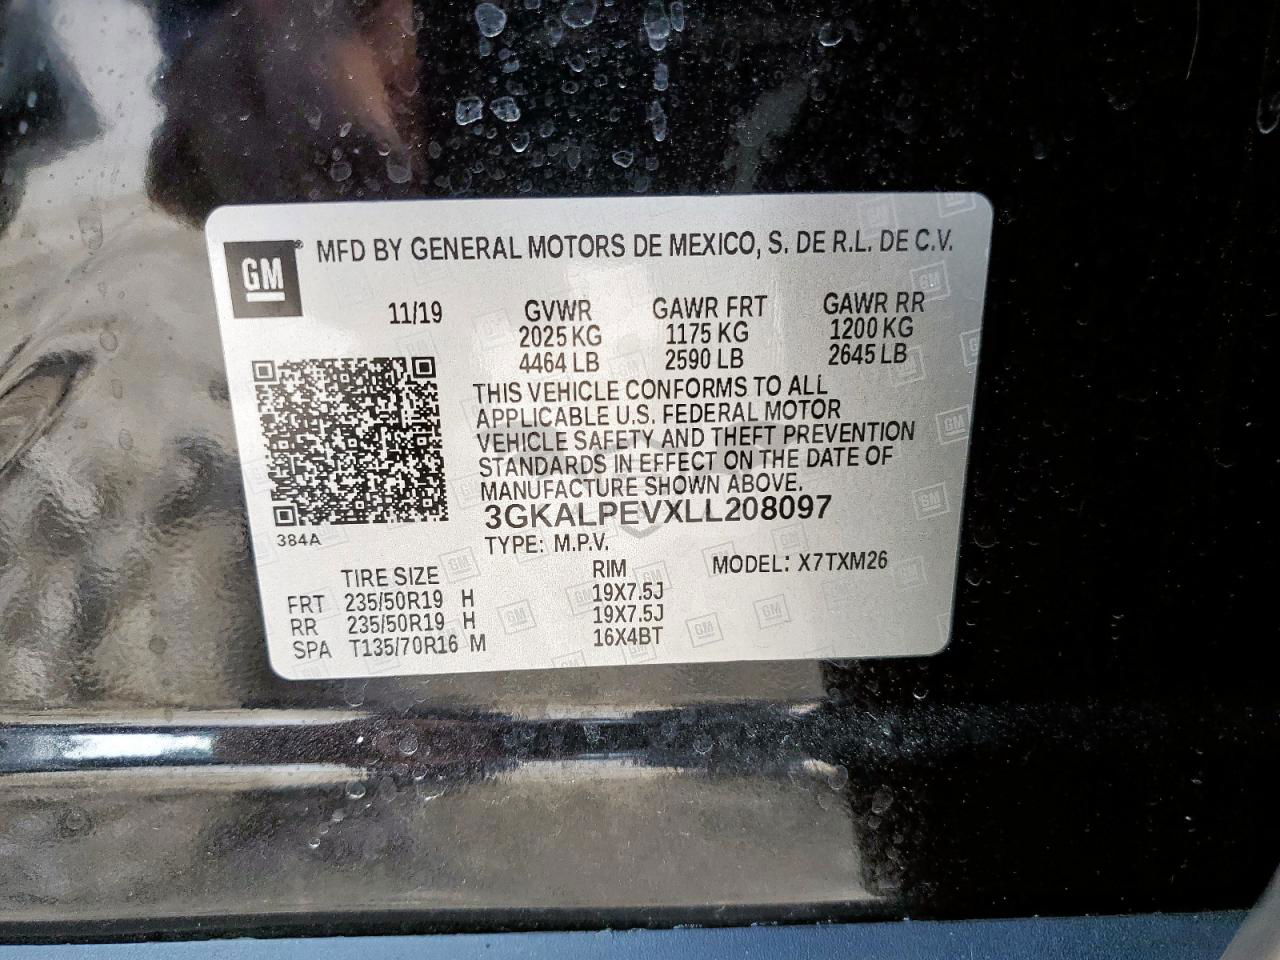 GM® MFD BY GENERAL MOTORS DE MEXICO, S. DE R.L. DE C.V.
11/19 GVWR GAWR FRT GAWR RR
2025 KG 1175 KG 1200 KG
4464 LB 2590 LB 2645 LB
THIS VEHICLE CONFORMS TO ALL
APPLICABLE U.S. FEDERAL MOTOR
VEHICLE SAFETY AND THEFT PREVENTION
STANDARDS IN EFFECT ON THE DATE OF
MANUFACTURE SHOWN ABOVE.
3GKALPEVXLL208097
384A
TYPE: M.P.V.
TIRE SIZE RIM MODEL: X7TXM26
FRT 235/50R19 H 19X7.5J
RR 235/50R19 H 19X7.5J
SPA T135/70R16 M 16X4BT